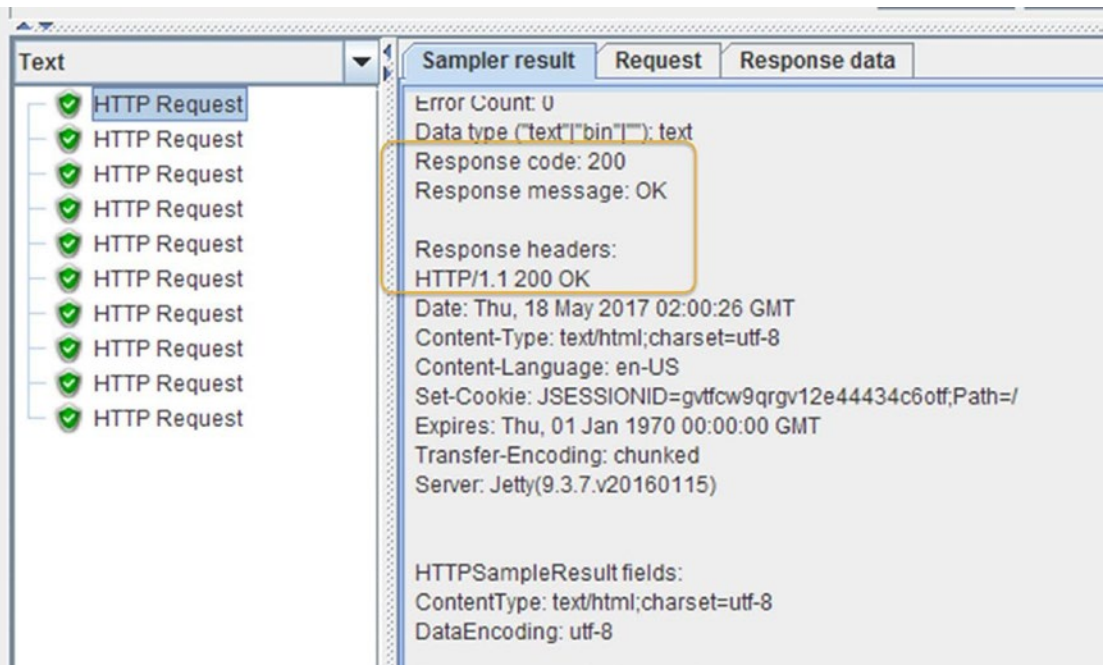 Text
HTTP Request
HTTP Request
HTTP Request
HTTP Request
HTTP Request
HTTP Request
HTTP Request
HTTP Request
HTTP Request
HTTP Request
Sampler result Request Response data
Error Count: 0
Data type ("text"|"bin"|""): text
Response code: 200
Response message: OK
Response headers:
HTTP/1.1 200 OK
Date: Thu, 18 May 2017 02:00:26 GMT
Content-Type: text/html;charset=utf-8
Content-Language: en-US
Set-Cookie: JSESSIONID=gvtfcw9qrgv12e44434c6otf;Path=/
Expires: Thu, 01 Jan 1970 00:00:00 GMT
Transfer-Encoding: chunked
Server: Jetty(9.3.7.v20160115)
HTTPSampleResult fields:
ContentType: text/html;charset=utf-8
DataEncoding: utf-8